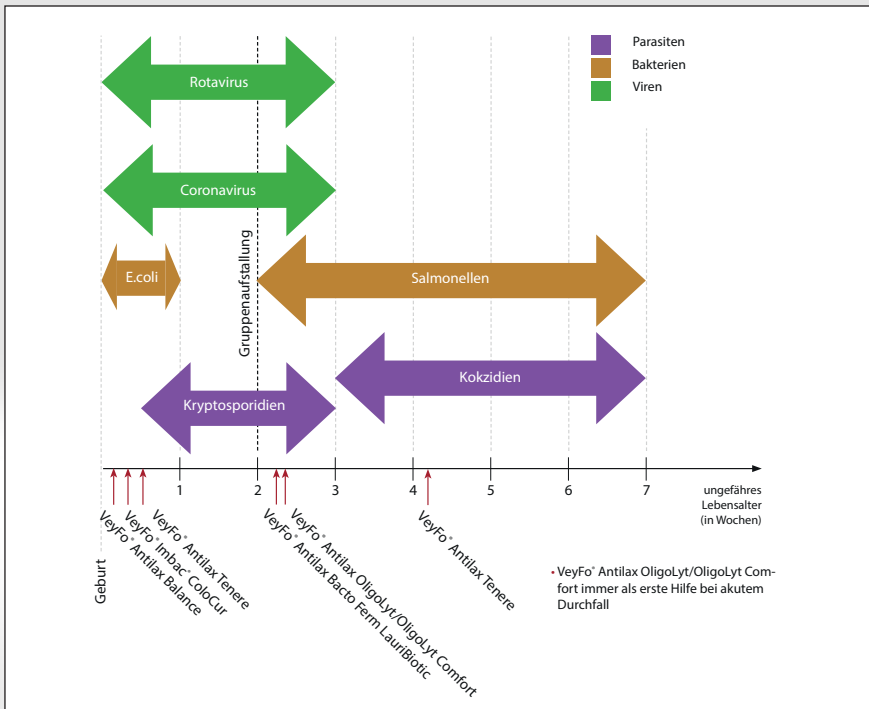 Parasiten
Bakterien
Viren
Rotavirus
Coronavirus
E.coli
Salmonellen
Gruppenaufstallung
Kokzidien
Kryptosporidien
1
2
3
4
5
6
7
ungefähres
Lebensalter
(in Wochen)
Geburt
VeyFo® Antilax Balance
VeyFo® Imbac® ColoCur
VeyFo® Antilax Tenere
VeyFo® Antilax Bacto Ferm LauriBiotic
VeyFo® Antilax OligoLyt/OligoLyt Comfort
VeyFo® Antilax Tenere
• VeyFo® Antilax OligoLyt/OligoLyt Com-
fort immer als erste Hilfe bei akutem
Durchfall